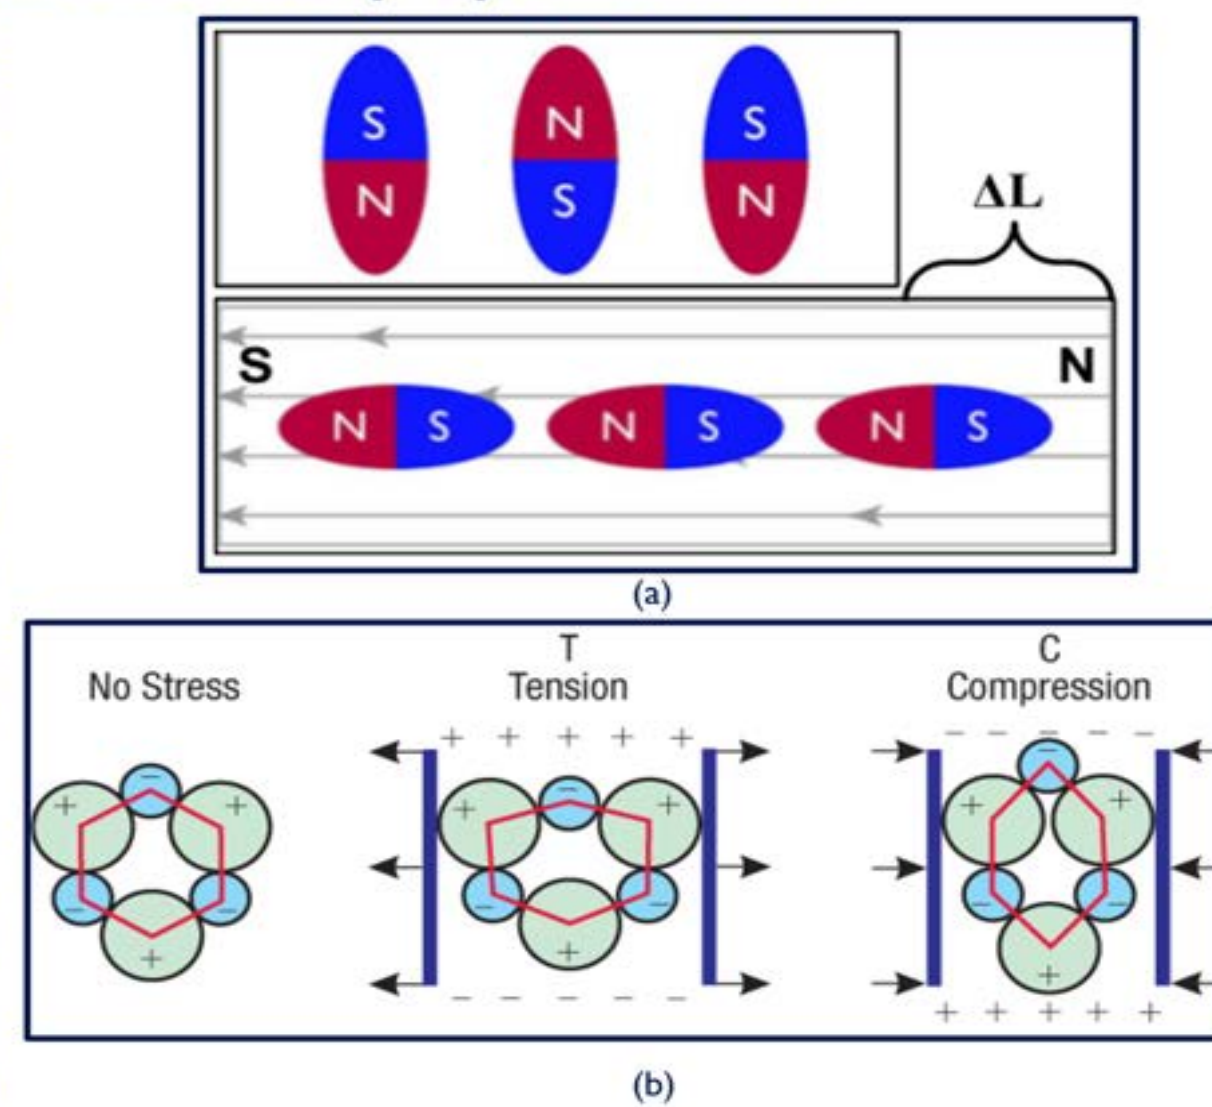 S N S
N S N
ΔL
S N
N S N S N S
(a)
T C
No Stress Tension Compression
+ + + + + − − − − −
+ − + + − + + − +
− − − − − −
+ + +
− − − − − + + + + +
(b)